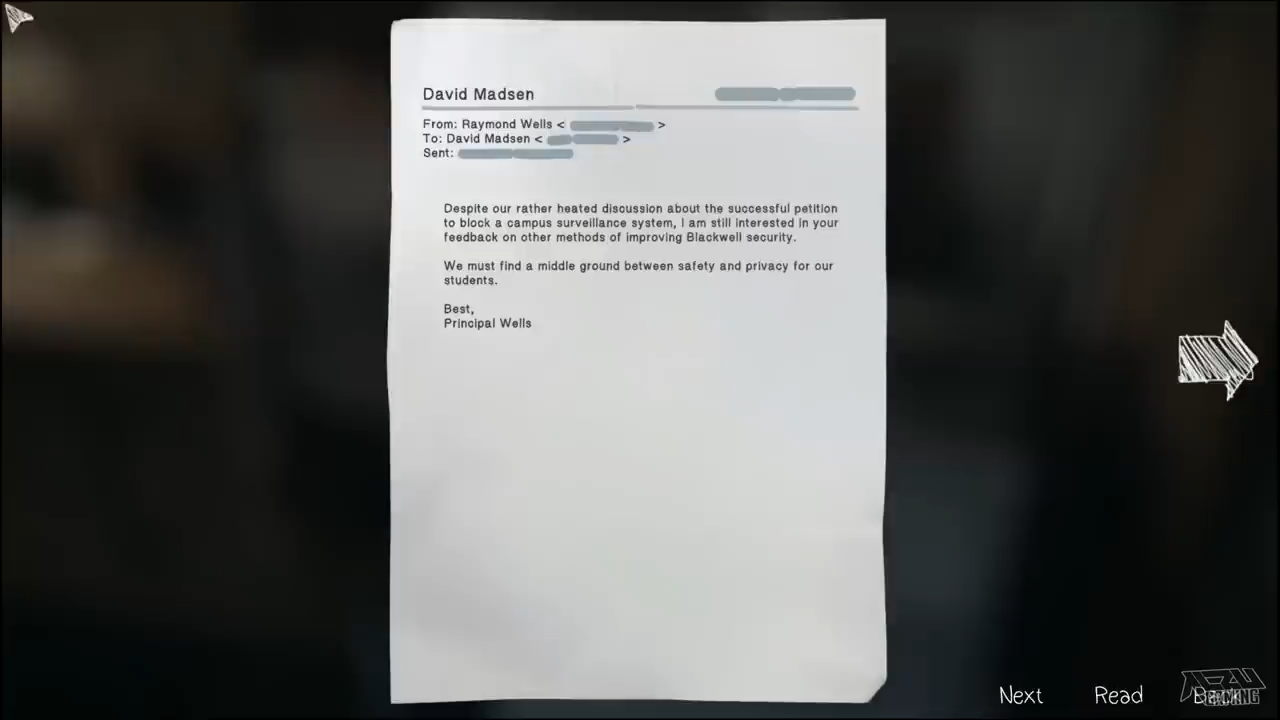 David Madsen
From: Raymond Wells < >
To: David Madsen < >
Sent:
Despite our rather heated discussion about the successful petition
to block a campus surveillance system, I am still interested in your
feedback on other methods of improving Blackwell security.
We must find a middle ground between safety and privacy for our
students.
Best,
Principal Wells
Next Read
GAMING